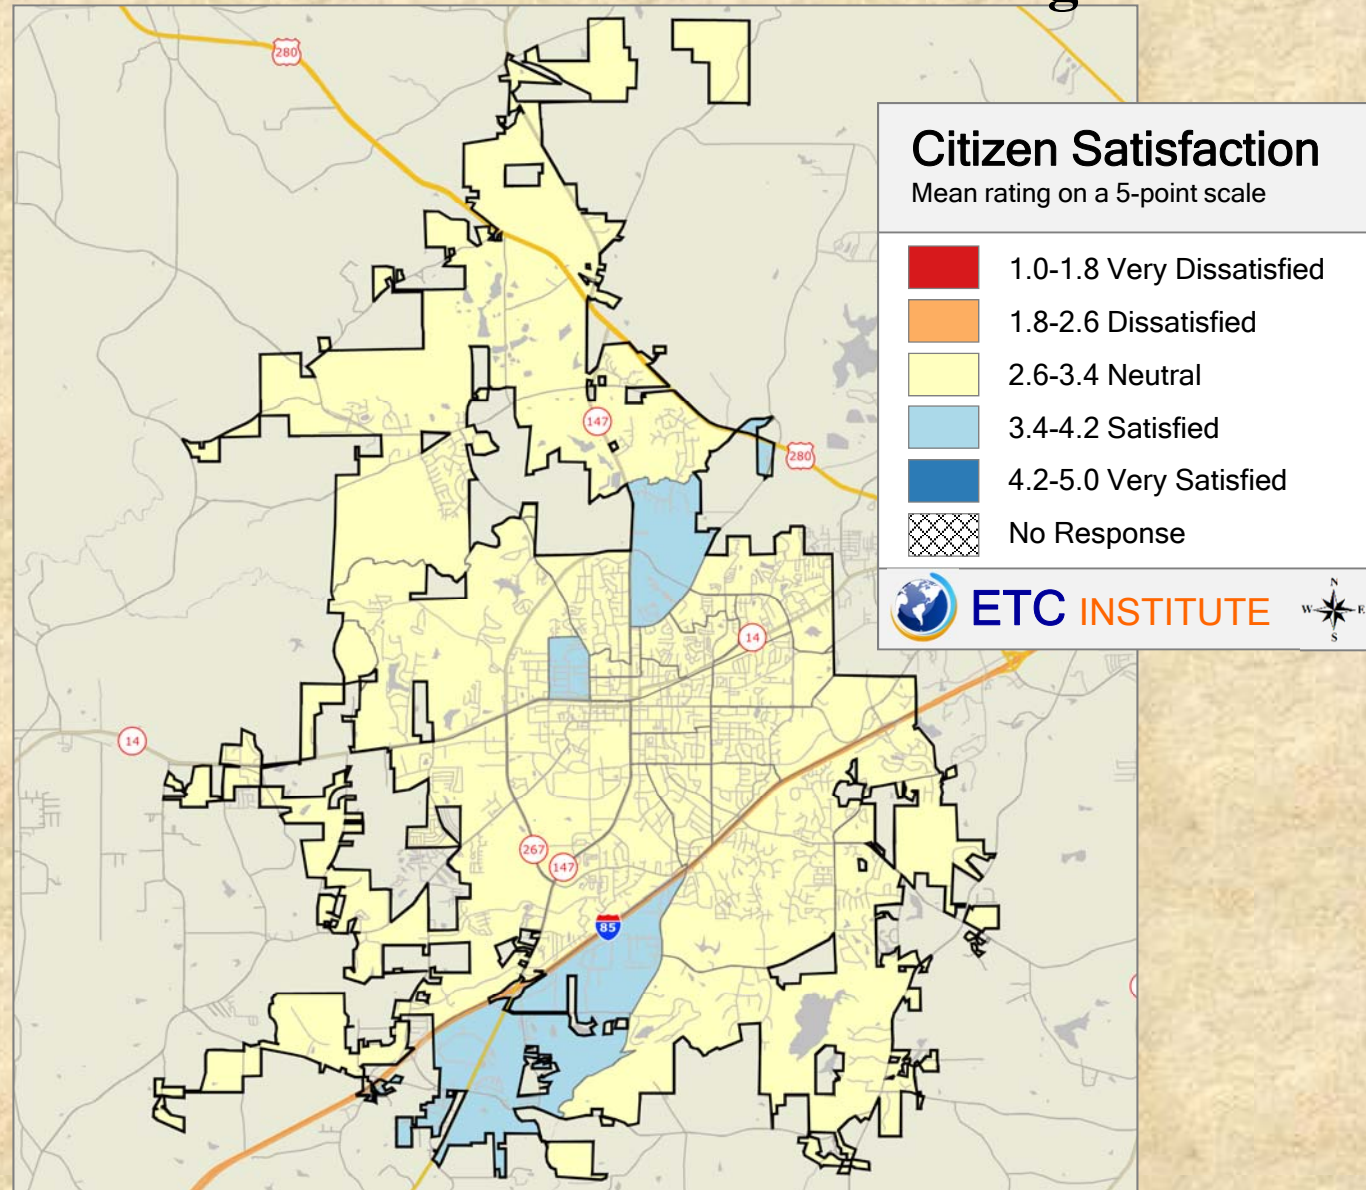 280
Citizen Satisfaction
Mean rating on a 5-point scale
1.0-1.8 Very Dissatisfied
1.8-2.6 Dissatisfied
2.6-3.4 Neutral
147
3.4-4.2 Satisfied
280
4.2-5.0 Very Satisfied
No Response
N
ETC INSTITUTE
W E
S
14
14
267
147
85